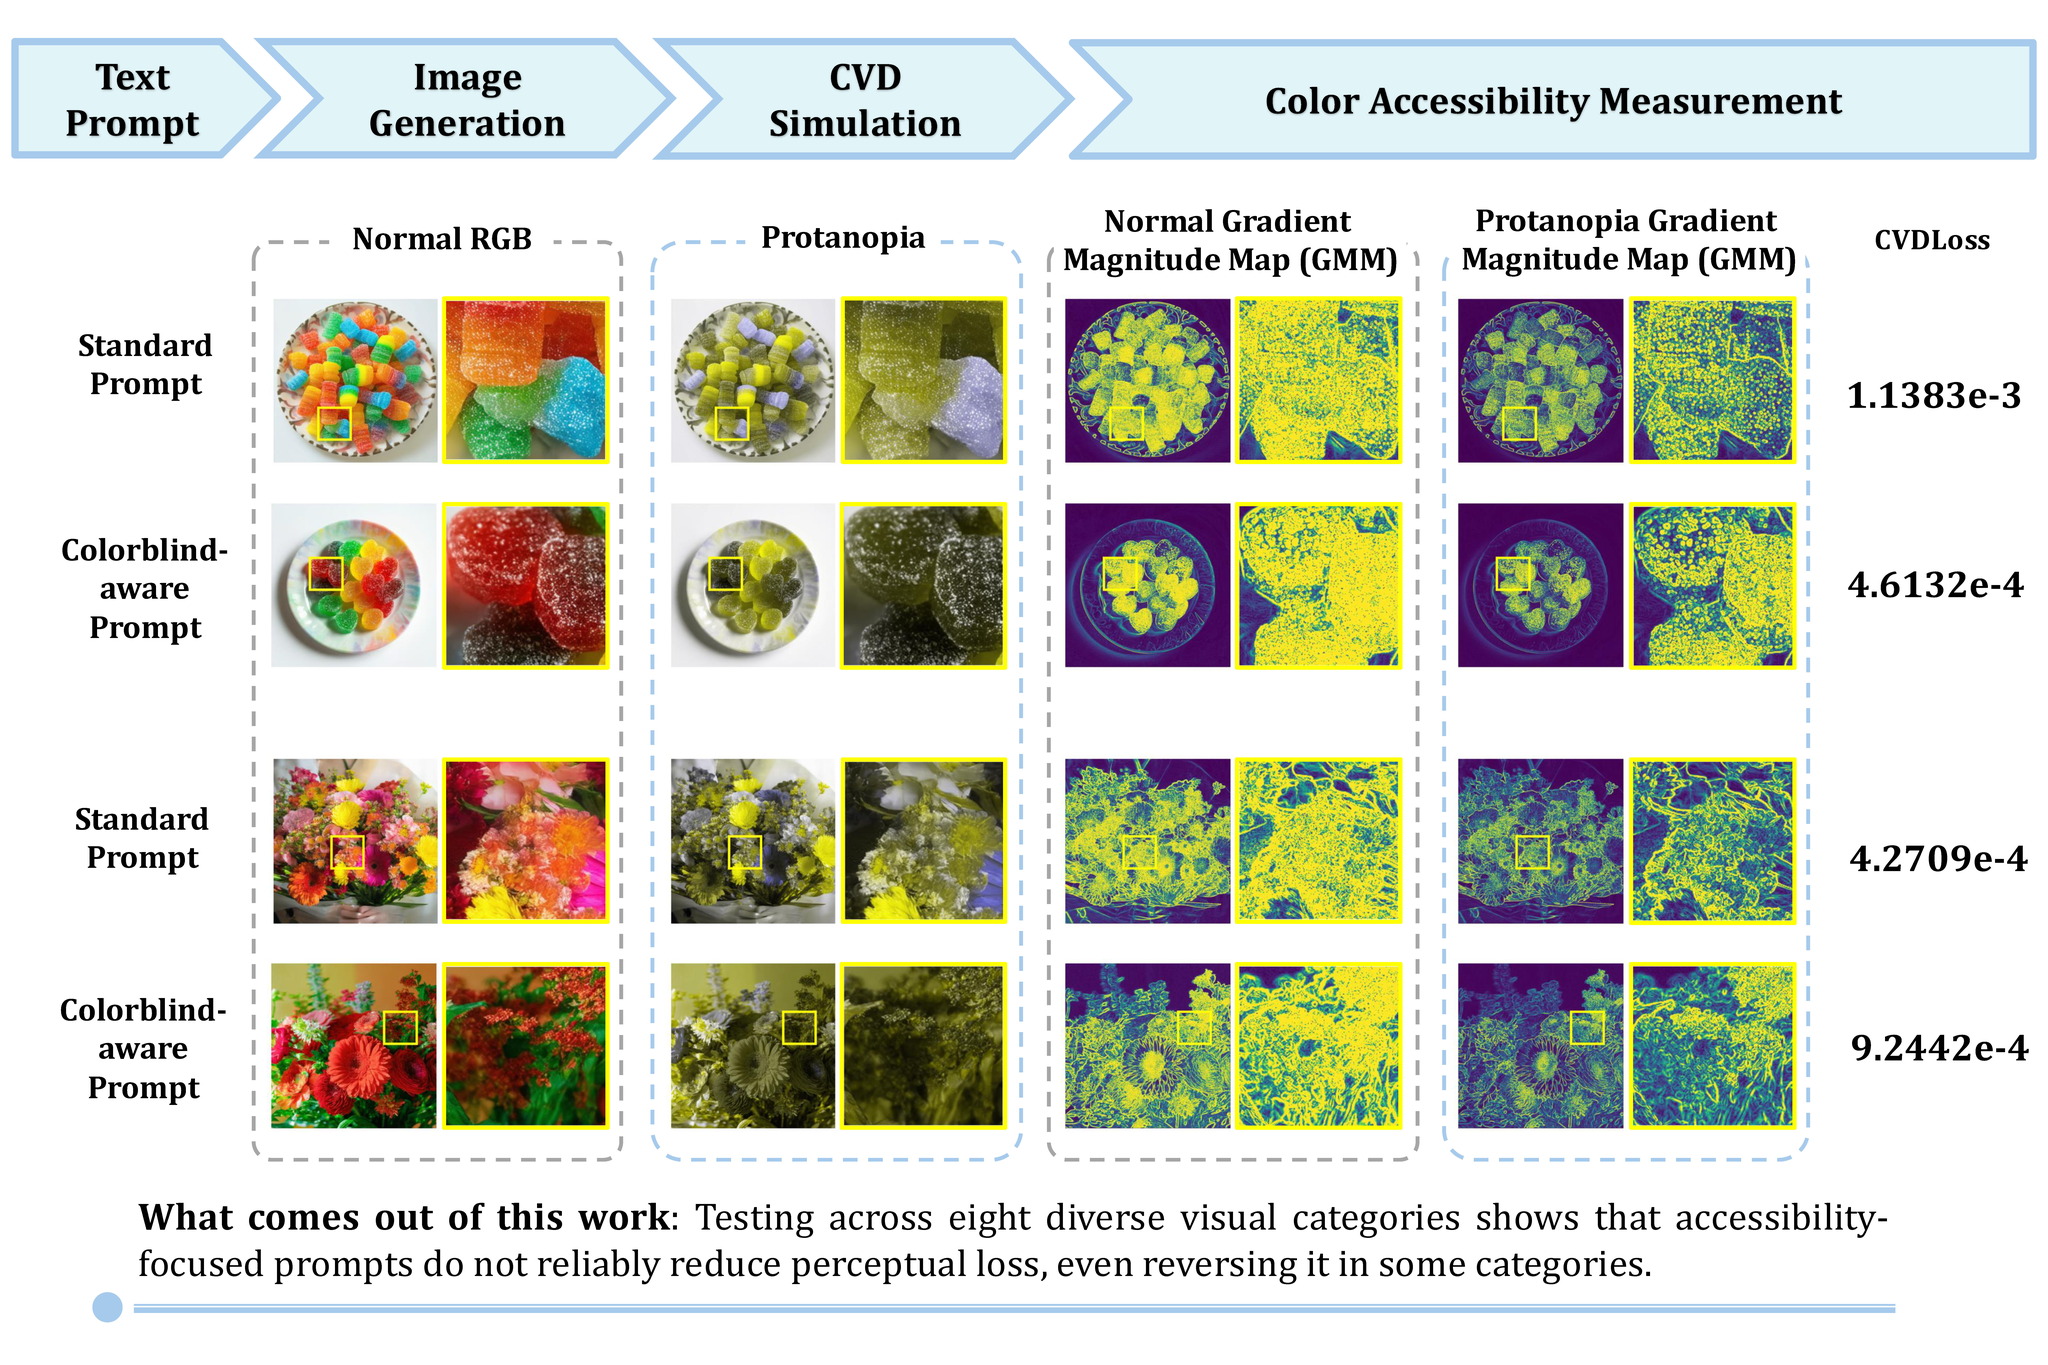 Text
Prompt
Image
Generation
CVD
Simulation
Color Accessibility Measurement
Normal RGB
Protanopia
Normal Gradient
Magnitude Map (GMM)
Protanopia Gradient
Magnitude Map (GMM)
CVDLoss
Standard
Prompt
1.1383e-3
Colorblind-
aware
Prompt
4.6132e-4
Standard
Prompt
4.2709e-4
Colorblind-
aware
Prompt
9.2442e-4
What comes out of this work: Testing across eight diverse visual categories shows that accessibility-
focused prompts do not reliably reduce perceptual loss, even reversing it in some categories.